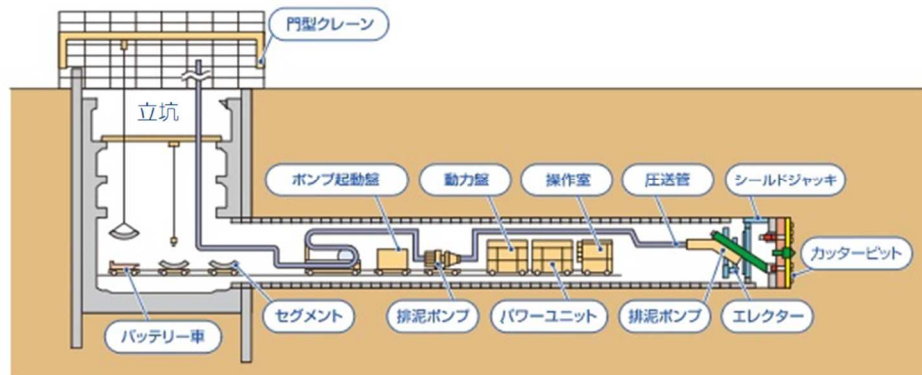 門型クレーン
立坑
ポンプ起動盤
動力盤
操作室
圧送管
シールドジャッキ
カッタービット
バッテリー車
セグメント
排泥ポンプ
パワーユニット
排泥ポンプ
エレクター